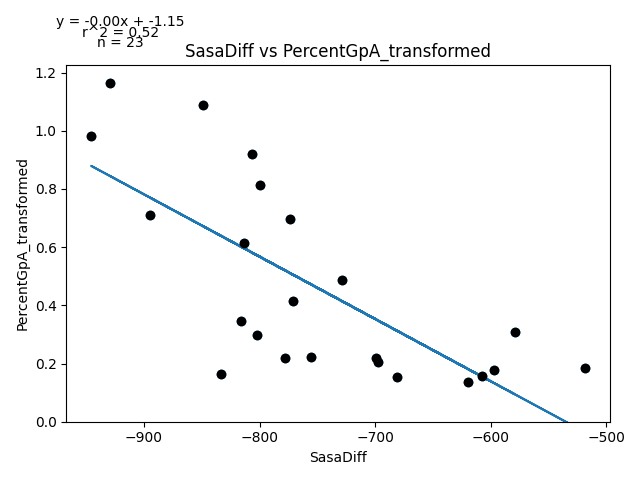 y = -0.00x + -1.15
r^2 = 0.52
n = 23
SasaDiff vs PercentGpA_transformed
1.2
1.0
0.8
0.6
0.4
0.2
0.0
PercentGpA_transformed
−900 −800 −700 −600 −500
SasaDiff